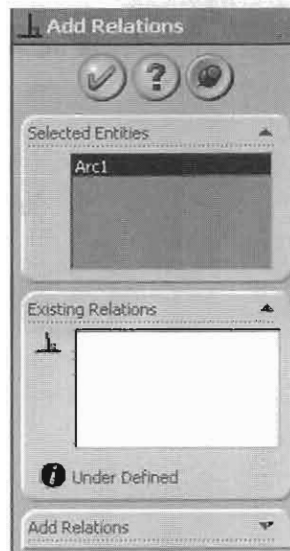 Add Relations
?
Selected Entities
Arc1
Existing Relations
i Under Defined
Add Relations